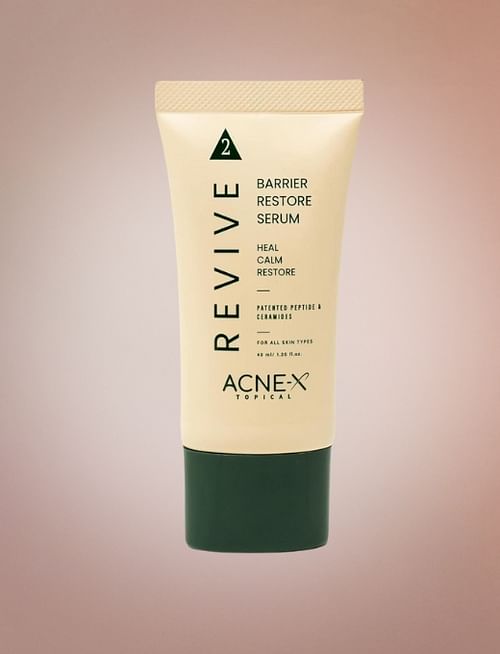 2
REVIVE
BARRIER
RESTORE
SERUM
HEAL
CALM
RESTORE
PATENTED PEPTIDE &
CERAMIDES
FOR ALL SKIN TYPES
40 ml/ 1.35 fl.oz.
ACNE-X
TOPICAL